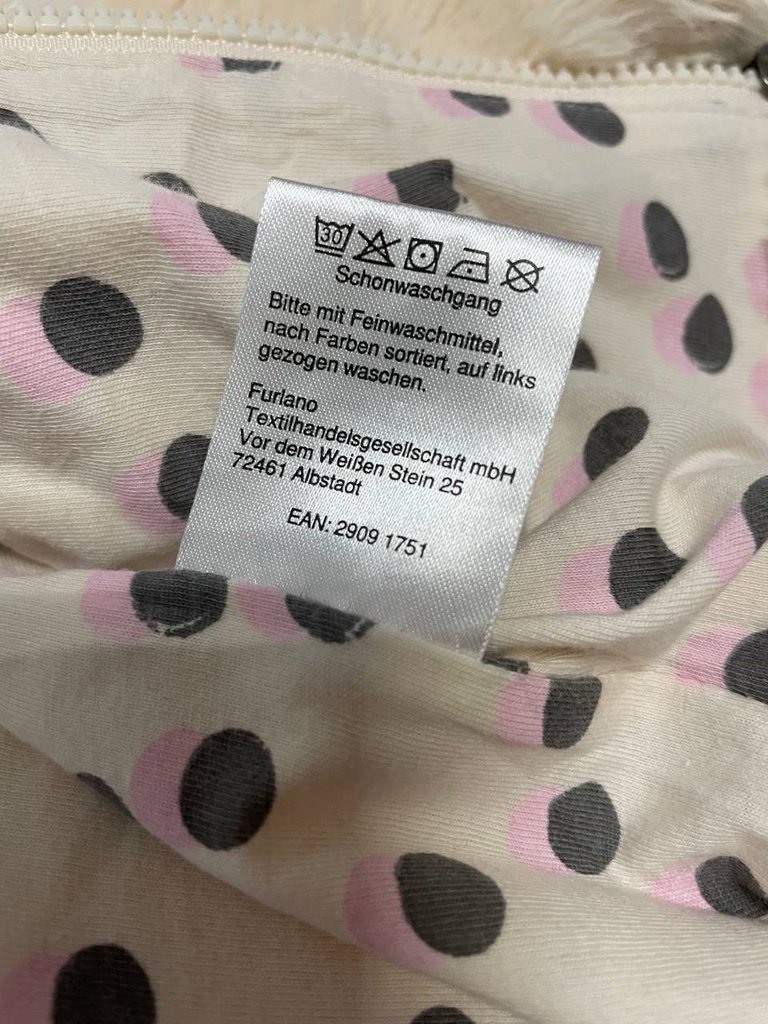 30
Schonwaschgang
Bitte mit Feinwaschmittel,
nach Farben sortiert, auf links
gezogen waschen.
Furlano
Textilhandelsgesellschaft mbH
Vor dem Weißen Stein 25
72461 Albstadt
EAN: 2909 1751